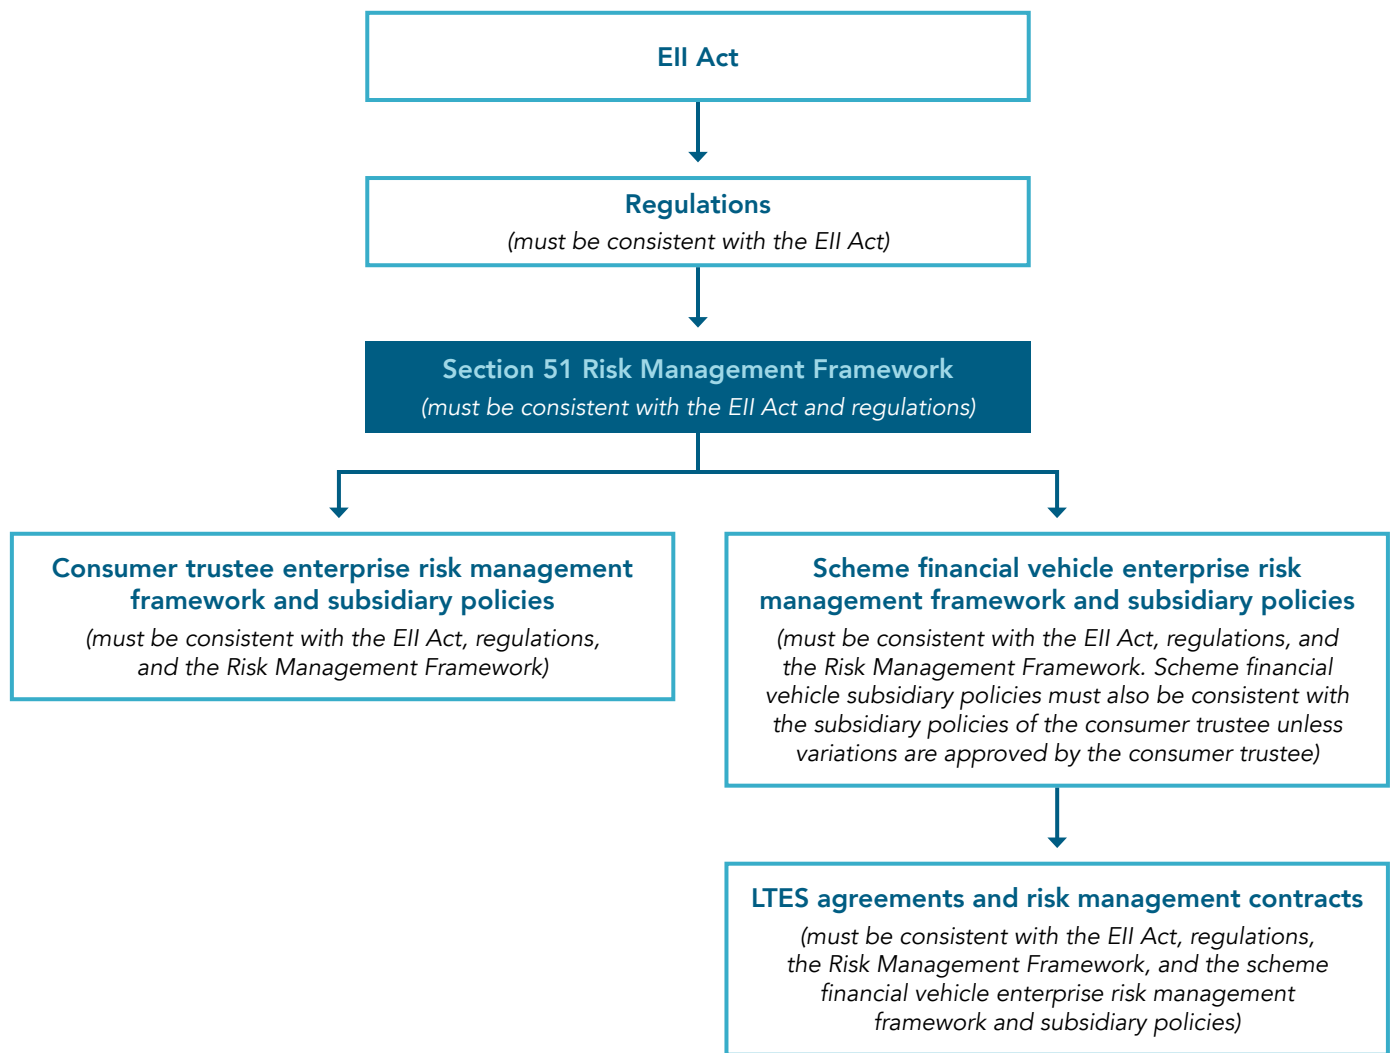 EII Act
Regulations
(must be consistent with the EII Act)
Section 51 Risk Management Framework
(must be consistent with the EII Act and regulations)
Consumer trustee enterprise risk management
framework and subsidiary policies
(must be consistent with the EII Act, regulations,
and the Risk Management Framework)
Scheme financial vehicle enterprise risk
management framework and subsidiary policies
(must be consistent with the EII Act, regulations, and
the Risk Management Framework. Scheme financial
vehicle subsidiary policies must also be consistent with
the subsidiary policies of the consumer trustee unless
variations are approved by the consumer trustee)
LTES agreements and risk management contracts
(must be consistent with the EII Act, regulations,
the Risk Management Framework, and the scheme
financial vehicle enterprise risk management
framework and subsidiary policies)